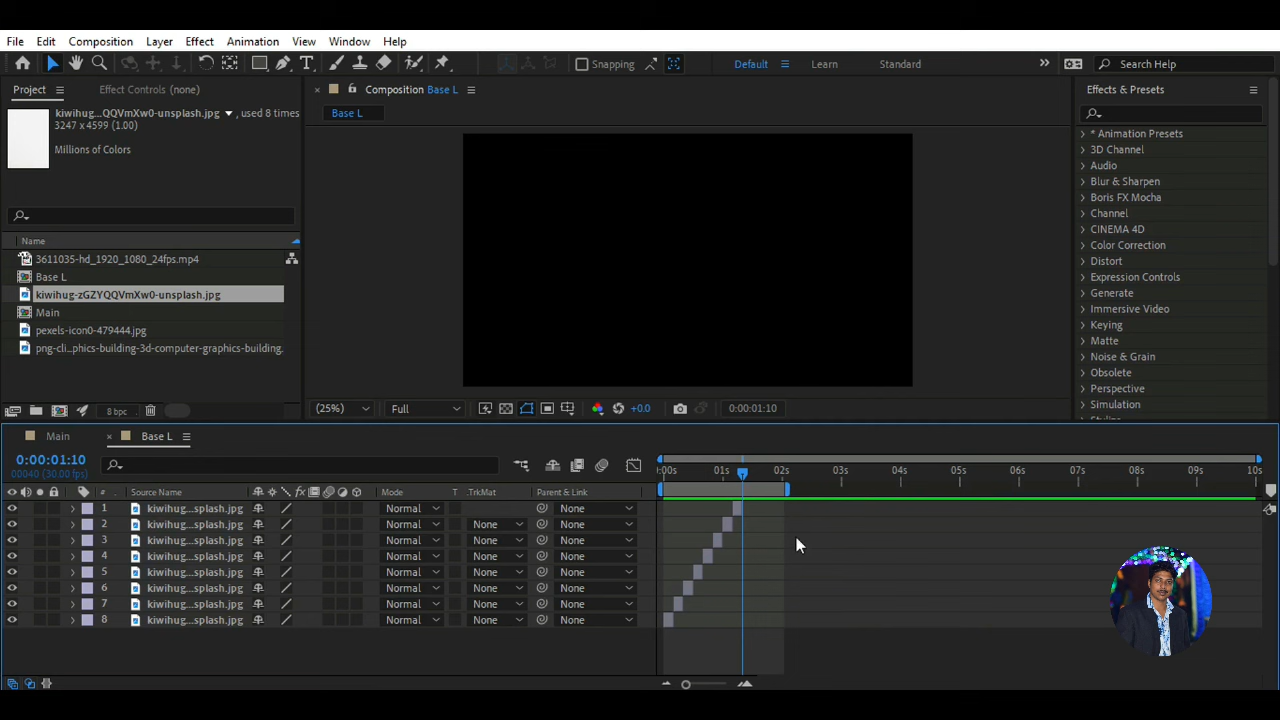 File Edit Composition Layer Effect Animation View Window Help
T Snapping Default Learn Standard Search Help
Project Effect Controls (none) Composition Base L Effects & Presets
kiwihug...QQVmXw0-unsplash.jpg , used 8 times
3247 x 4599 (1.00)
Millions of Colors
Base L
* Animation Presets
3D Channel
Audio
Blur & Sharpen
Boris FX Mocha
Channel
CINEMA 4D
Color Correction
Distort
Expression Controls
Generate
Immersive Video
Keying
Matte
Noise & Grain
Obsolete
Perspective
Simulation
Name
3611035-hd_1920_1080_24fps.mp4
Base L
kiwihug-zGZYQQVmXw0-unsplash.jpg
Main
pexels-icon0-479444.jpg
png-cli...phics-building-3d-computer-graphics-building.
8 bpc
(25%) Full +0.0 0:00:01:10
Main Base L
0:00:01:10
00040 (30.00 fps)
:00s 01s 02s 03s 04s 05s 06s 07s 08s 09s 10s
# Source Name fx Mode T .TrkMat Parent & Link
1 kiwihug...splash.jpg Normal None
2 kiwihug...splash.jpg Normal None None
3 kiwihug...splash.jpg Normal None None
4 kiwihug...splash.jpg Normal None None
5 kiwihug...splash.jpg Normal None None
6 kiwihug...splash.jpg Normal None None
7 kiwihug...splash.jpg Normal None None
8 kiwihug...splash.jpg Normal None None